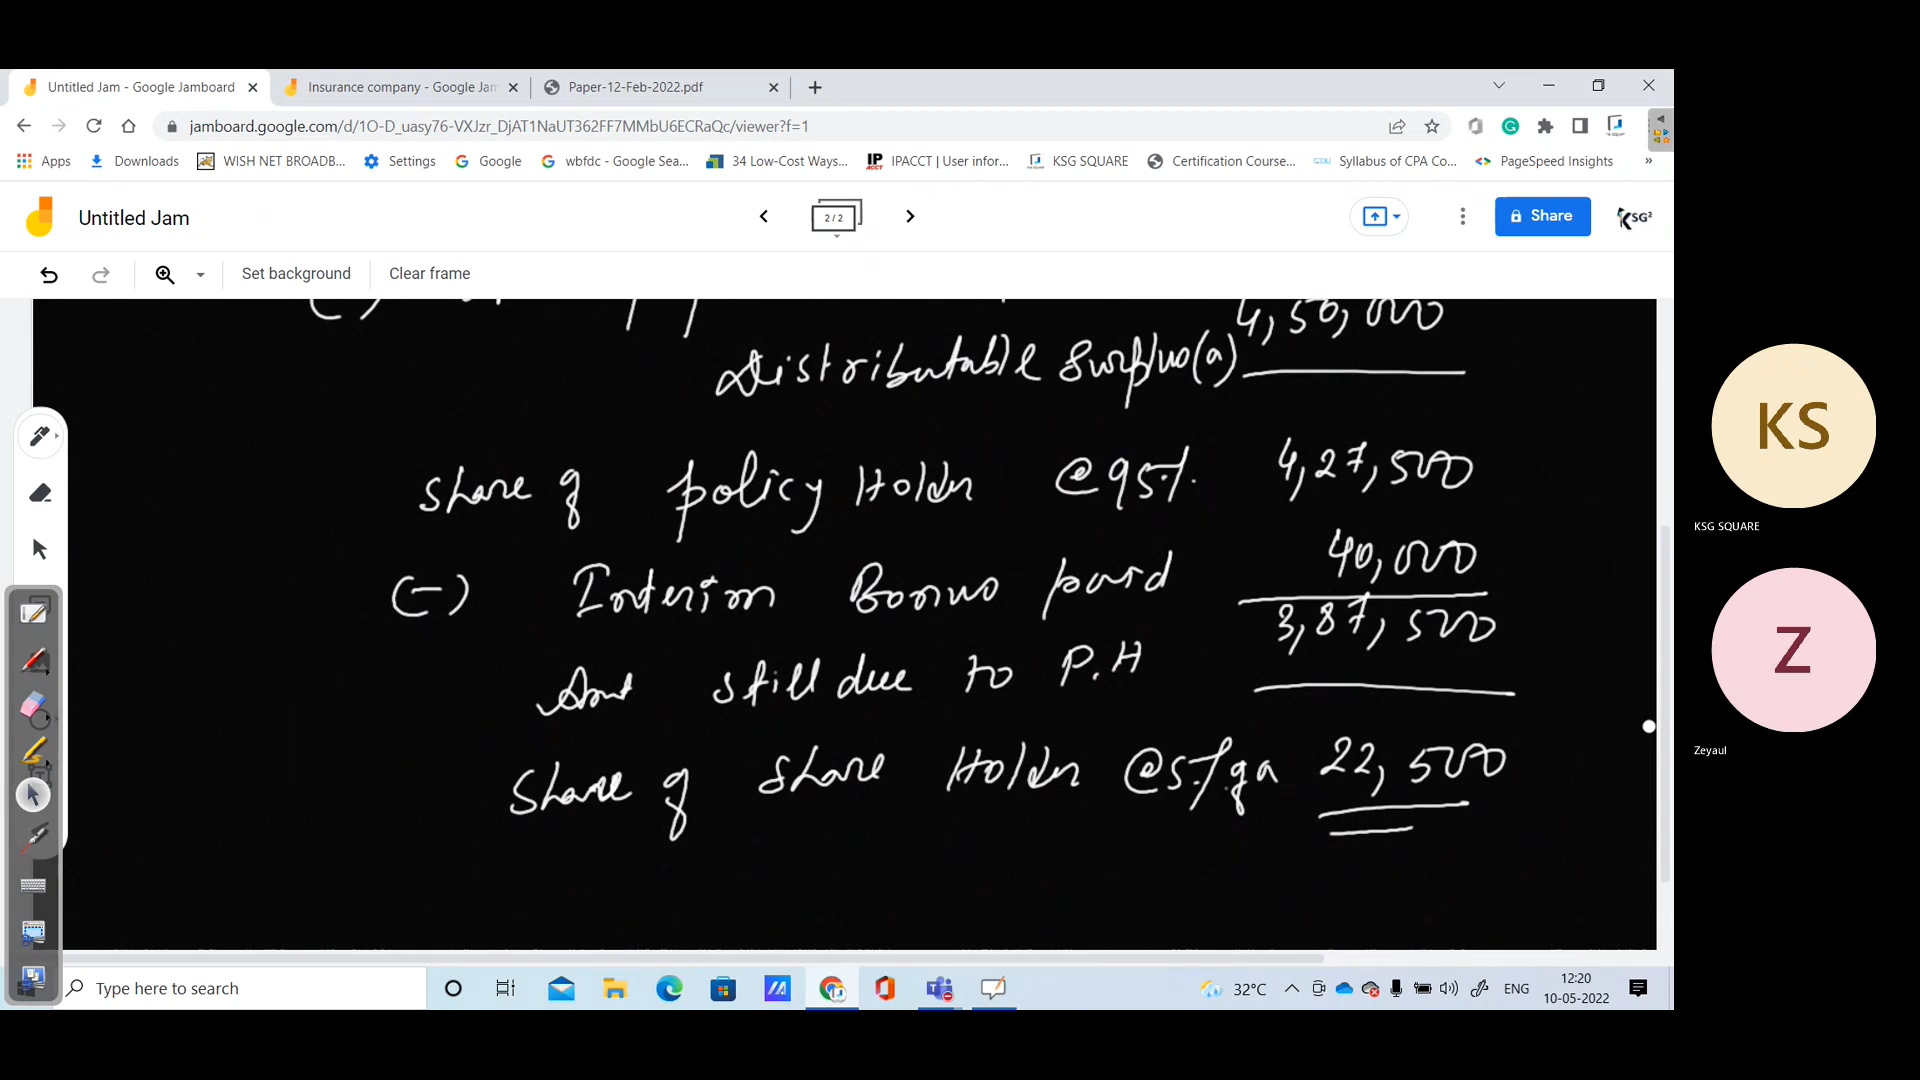 Untitled Jam - Google Jamboard
Insurance company - Google Jam
Paper-12-Feb-2022.pdf
jamboard.google.com/d/1O-D_uasy76-VXJzr_DjAT1NaUT362FF7MMbU6ECRaQc/viewer?f=1
Apps
Downloads
WISH NET BROADB...
Settings
Google
wbfdc - Google Sea...
34 Low-Cost Ways...
IP ACCT
IPACCT | User infor...
KSG SQUARE
Certification Course...
Syllabus of CPA Co...
PageSpeed Insights
Untitled Jam
2 / 2
Share
KSG²
Set background
Clear frame
4,50,000
Distributable Surplus(a)
Share of policy Holder @95% 4,27,500
(-) Interim Bonus paid 40,000
3,87,500
Amt still due to P.H
Share of share Holder @5% of a 22,500
KS
KSG SQUARE
Z
Zeyaul
Type here to search
32°C
ENG
12:20
10-05-2022